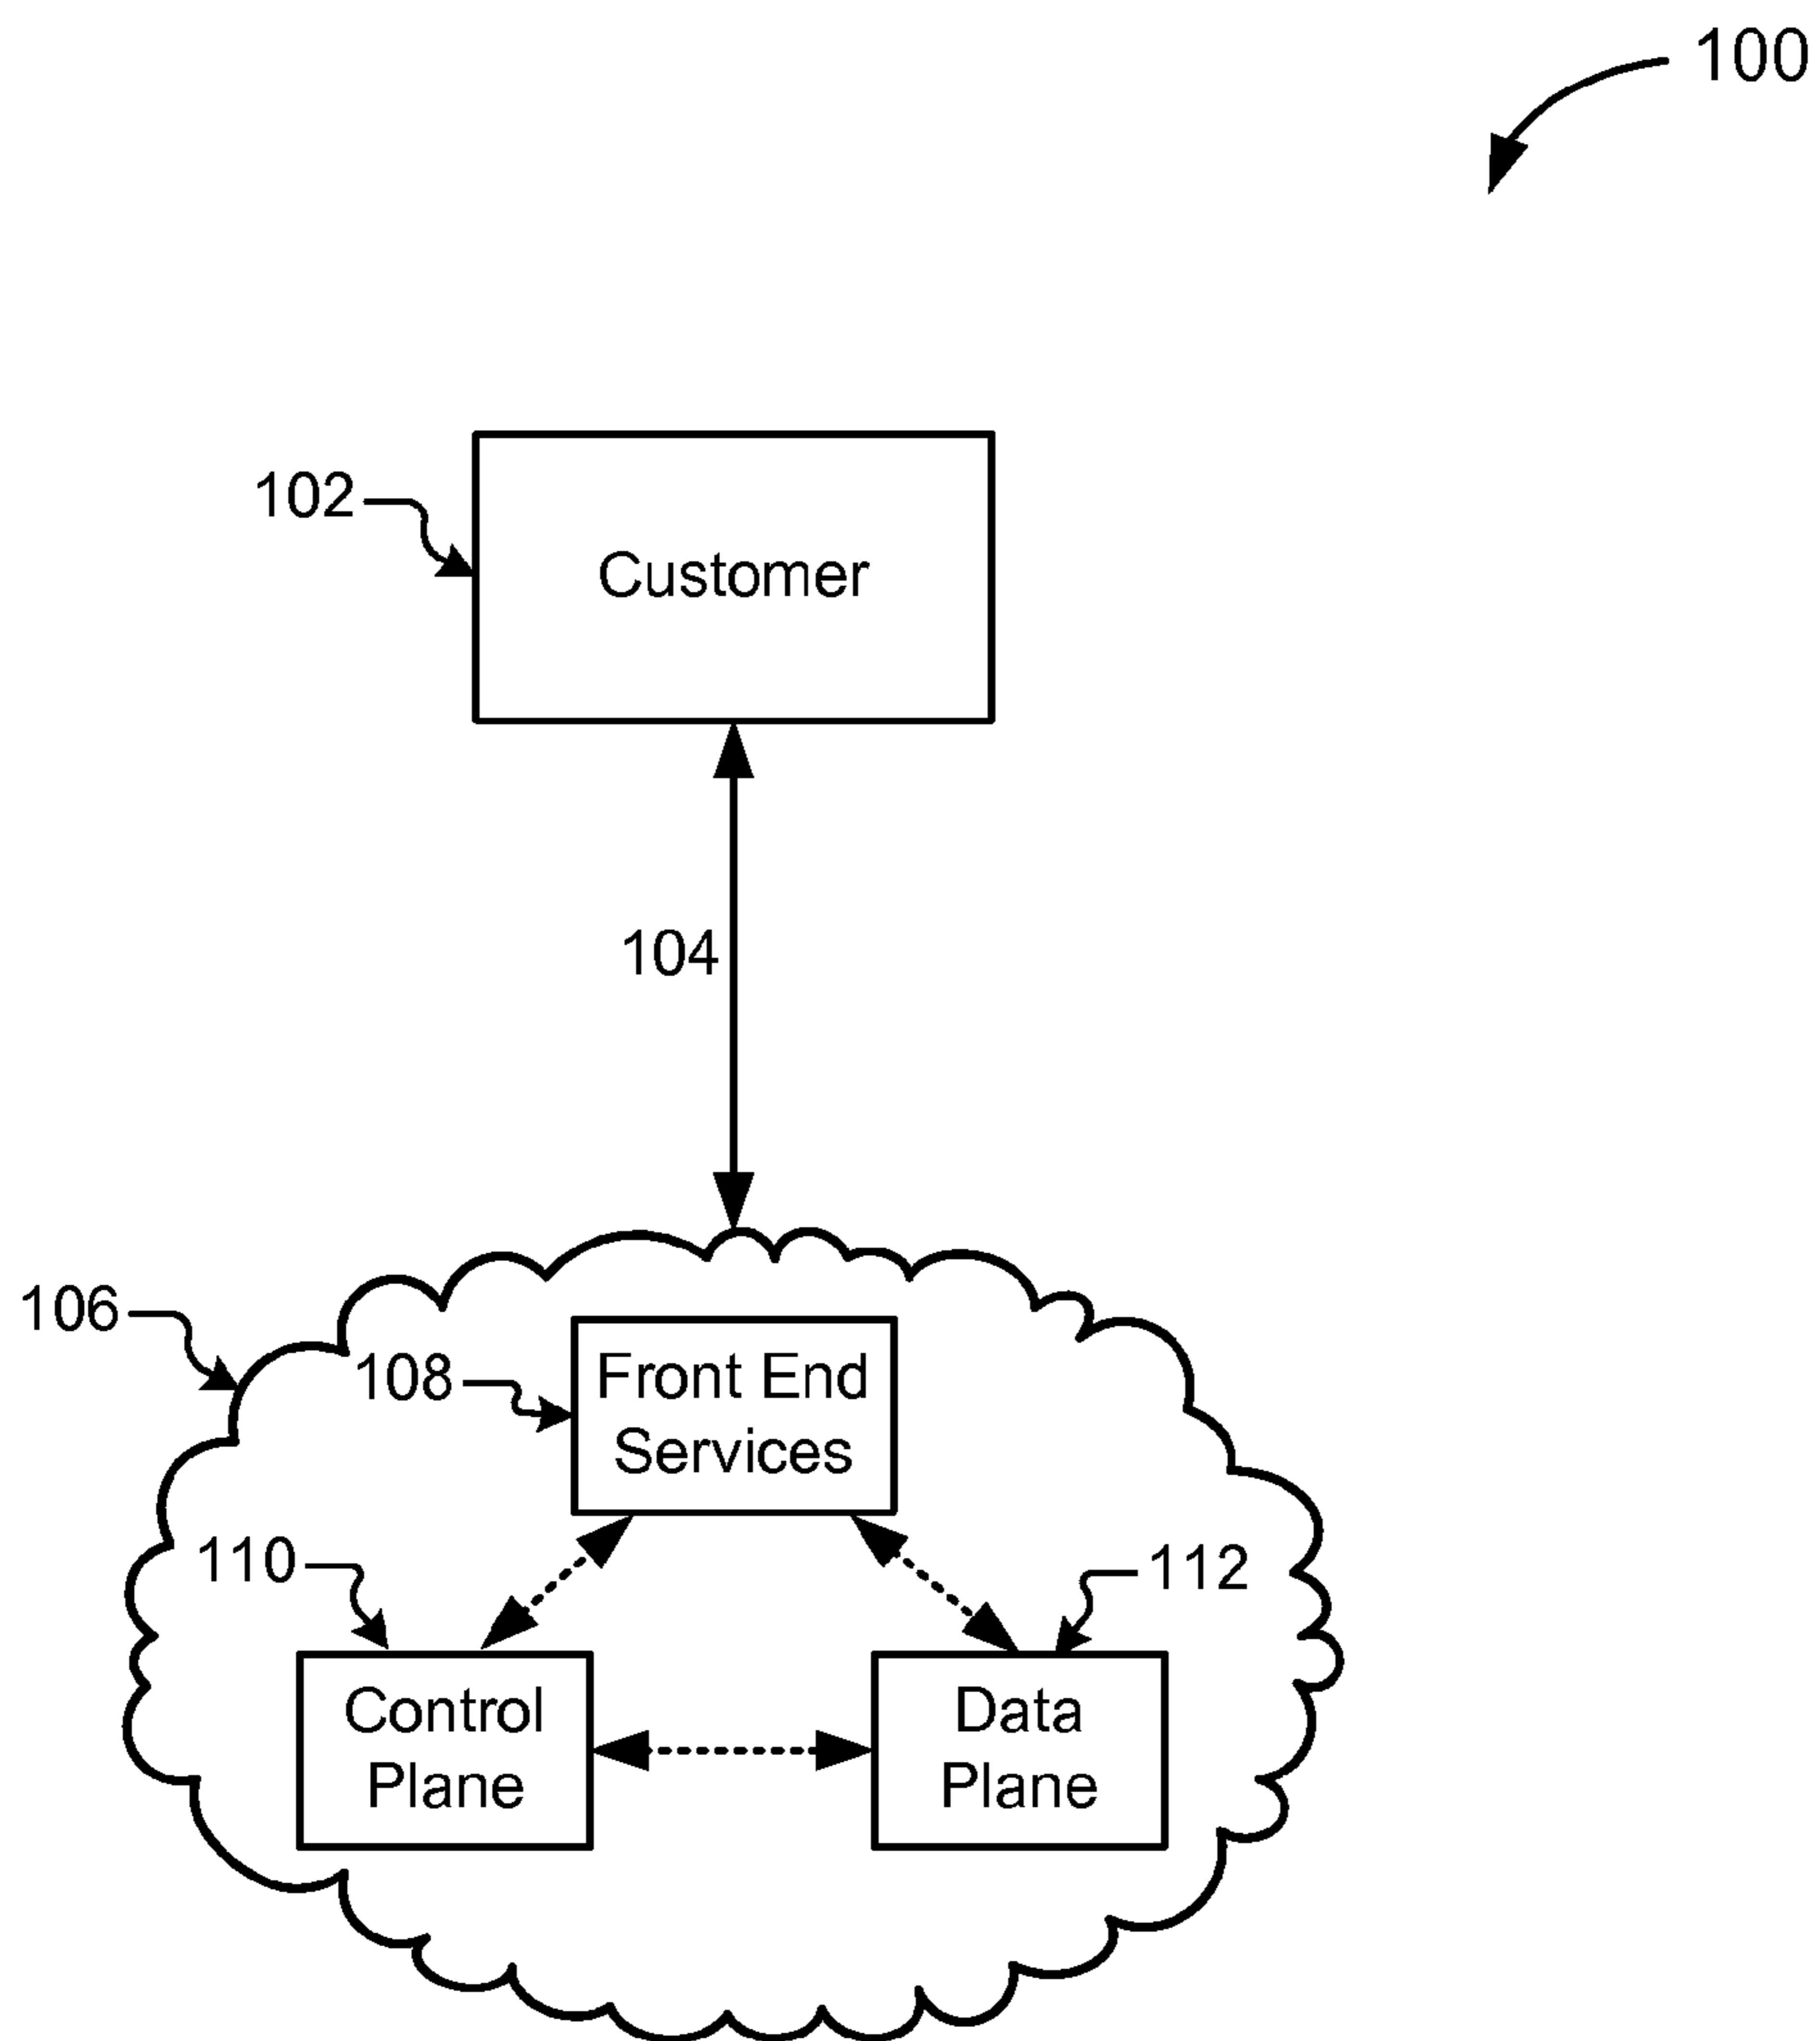 100
102
Customer
104
106
108
Front End
Services
110
112
Control
Plane
Data
Plane